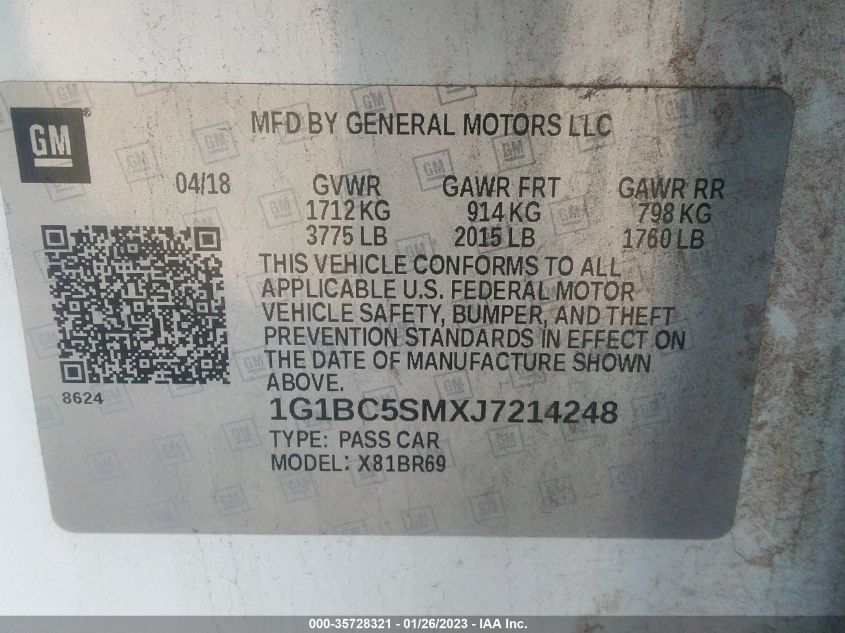 GM
MFD BY GENERAL MOTORS LLC
04/18 GVWR GAWR FRT GAWR RR
1712 KG 914 KG 798 KG
3775 LB 2015 LB 1760 LB
THIS VEHICLE CONFORMS TO ALL
APPLICABLE U.S. FEDERAL MOTOR
VEHICLE SAFETY, BUMPER, AND THEFT
PREVENTION STANDARDS IN EFFECT ON
THE DATE OF MANUFACTURE SHOWN
ABOVE.
8624
1G1BC5SMXJ7214248
TYPE: PASS CAR
MODEL: X81BR69
000-35728321 - 01/26/2023 - IAA Inc.